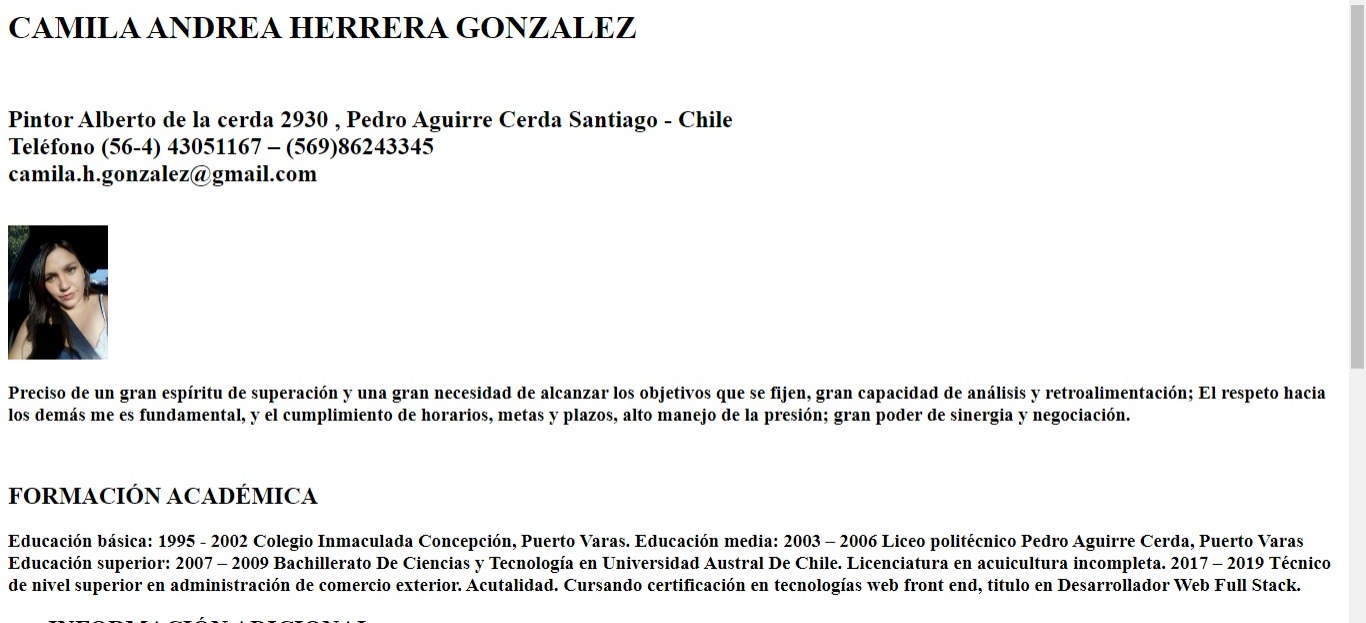 CAMILA ANDREA HERRERA GONZALEZ
Pintor Alberto de la cerda 2930 , Pedro Aguirre Cerda Santiago - Chile
Teléfono (56-4) 43051167 – (569)86243345
camila.h.gonzalez@gmail.com
Preciso de un gran espíritu de superación y una gran necesidad de alcanzar los objetivos que se fijen, gran capacidad de análisis y retroalimentación; El respeto hacia
los demás me es fundamental, y el cumplimiento de horarios, metas y plazos, alto manejo de la presión; gran poder de sinergia y negociación.
FORMACIÓN ACADÉMICA
Educación básica: 1995 - 2002 Colegio Inmaculada Concepción, Puerto Varas. Educación media: 2003 – 2006 Liceo politécnico Pedro Aguirre Cerda, Puerto Varas
Educación superior: 2007 – 2009 Bachillerato De Ciencias y Tecnología en Universidad Austral De Chile. Licenciatura en acuicultura incompleta. 2017 – 2019 Técnico
de nivel superior en administración de comercio exterior. Acutalidad. Cursando certificación en tecnologías web front end, titulo en Desarrollador Web Full Stack.
INFORMACIÓN ADICIONAL